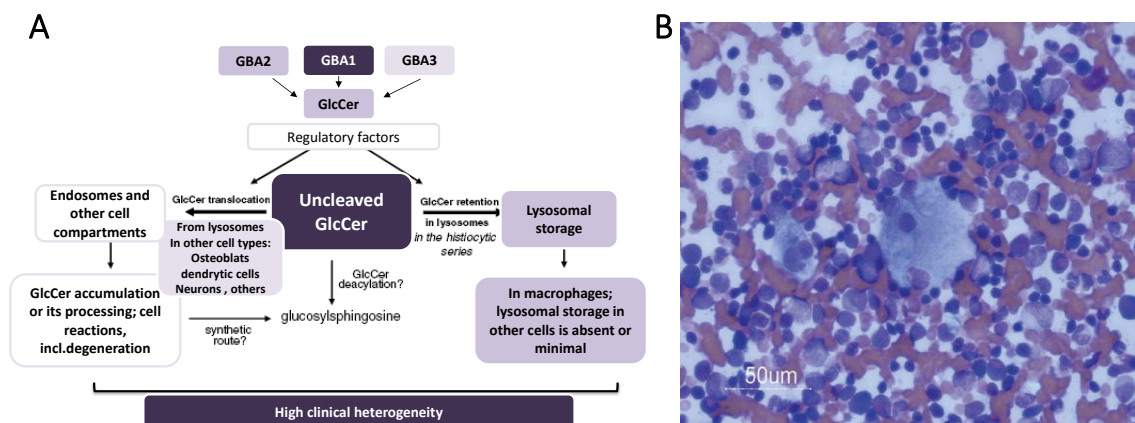 A
B
GBA2
GBA1
GBA3
GlcCer
Regulatory factors
Endosomes and
other cell
compartments
GlcCer translocation
From lysosomes
In other cell types:
Osteoblats
dendrytic cells
Neurons , others
Uncleaved
GlcCer
GlcCer retention
in lysosomes
in the histiocytic
series
Lysosomal
storage
GlcCer accumulation
or its processing; cell
reactions,
incl.degeneration
synthetic
route?
GlcCer
deacylation?
glucosylsphingosine
In macrophages;
lysosomal storage in
other cells is absent or
minimal
High clinical heterogeneity
50um